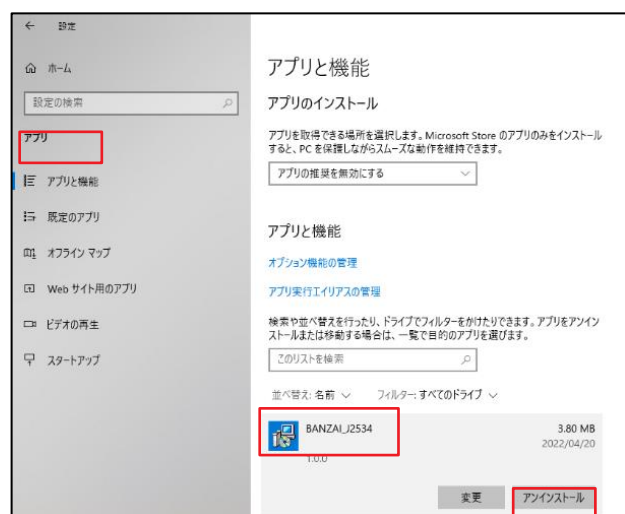 ← 設定
ホーム
設定の検索
アプリ
アプリと機能
既定のアプリ
オフライン マップ
Web サイト用のアプリ
ビデオの再生
スタートアップ
アプリと機能
アプリのインストール
アプリを取得できる場所を選択します。Microsoft Store のアプリのみをインストール
すると、PC を保護しながらスムーズな動作を維持できます。
アプリの推奨を無効にする
アプリと機能
オプション機能の管理
アプリ実行エイリアスの管理
検索や並べ替えを行ったり、ドライブでフィルターをかけたりできます。アプリをアンイン
ストールまたは移動する場合は、一覧で目的のアプリを選びます。
このリストを検索
並べ替え: 名前 フィルター: すべてのドライブ
BANZAI_J2534 3.80 MB
2022/04/20
1.0.0
変更 アンインストール